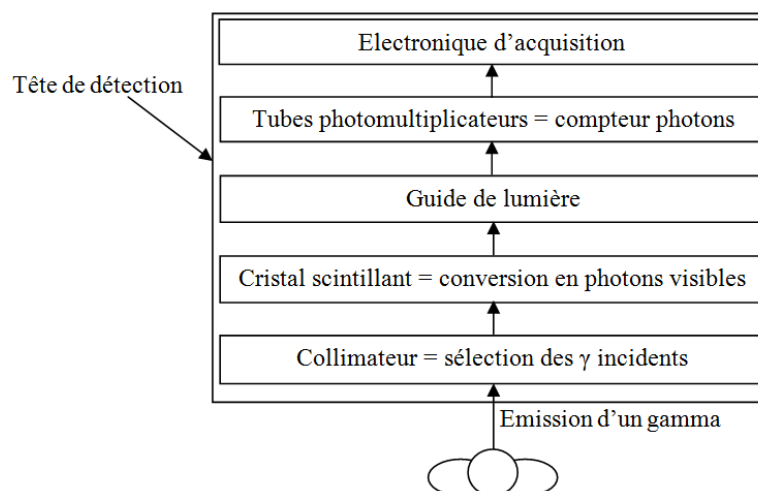 Electronique d’acquisition
Tête de détection
Tubes photomultiplicateurs = compteur photons
Guide de lumière
Cristal scintillant = conversion en photons visibles
Collimateur = sélection des γ incidents
Emission d’un gamma